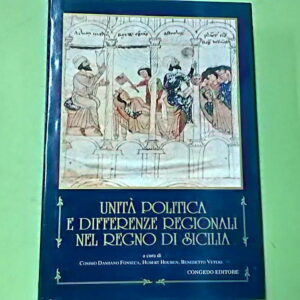 UNITÀ POLITICA
E DIFFERENZE REGIONALI
NEL REGNO DI SICILIA
a cura di
COSIMO DAMIANO FONSECA, HUBERT HOUBEN, BENEDETTO VETERE
CONGEDO EDITORE